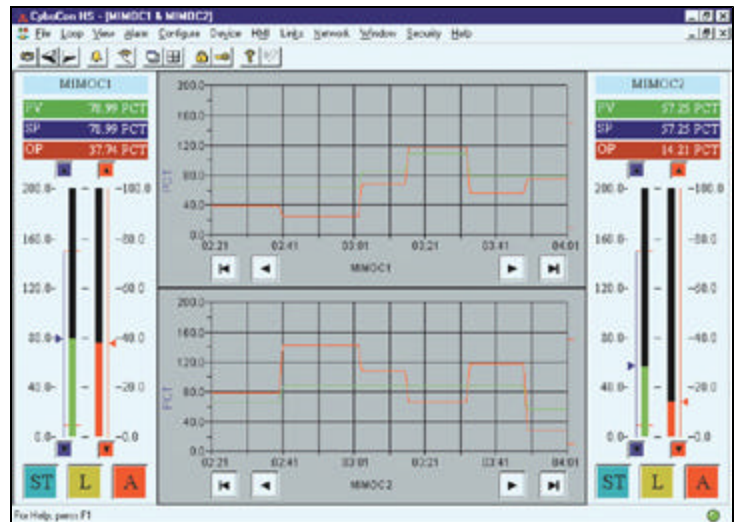 CyboCon HS - [MIMOC1 & MIMOC2]
File Loop View Alarm Configure Device HMI Links Network Window Security Help
MIMOC1
PV 78.99 PCT
SP 78.99 PCT
OP 37.74 PCT
200.0- -100.0
160.0- - -80.0
120.0- - -60.0
80.0- - -40.0
40.0- - -20.0
0.0- -0.0
ST L A
200.0
160.0
120.0
80.0
40.0
0.0
PCT
02:21 02:41 03:01 03:21 03:41 04:01
MIMOC1
200.0
160.0
120.0
80.0
40.0
0.0
PCT
02:21 02:41 03:01 03:21 03:41 04:01
MIMOC2
MIMOC2
PV 57.25 PCT
SP 57.25 PCT
OP 14.21 PCT
200.0- -100.0
160.0- - -80.0
120.0- - -60.0
80.0- - -40.0
40.0- - -20.0
0.0- -0.0
ST L A
For Help, press F1